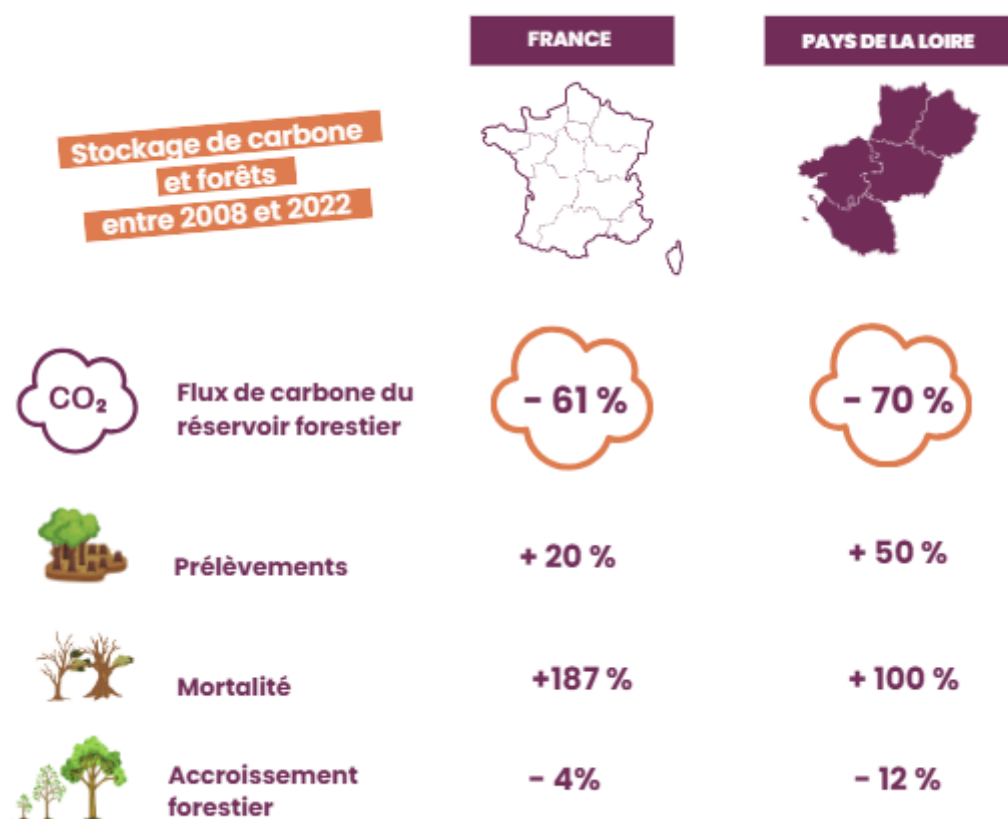 FRANCE
PAYS DE LA LOIRE
Stockage de carbone
et forêts
entre 2008 et 2022
CO₂
Flux de carbone du
réservoir forestier
- 61 %
- 70 %
Prélèvements
+ 20 %
+ 50 %
Mortalité
+187 %
+ 100 %
Accroissement
forestier
- 4%
- 12 %